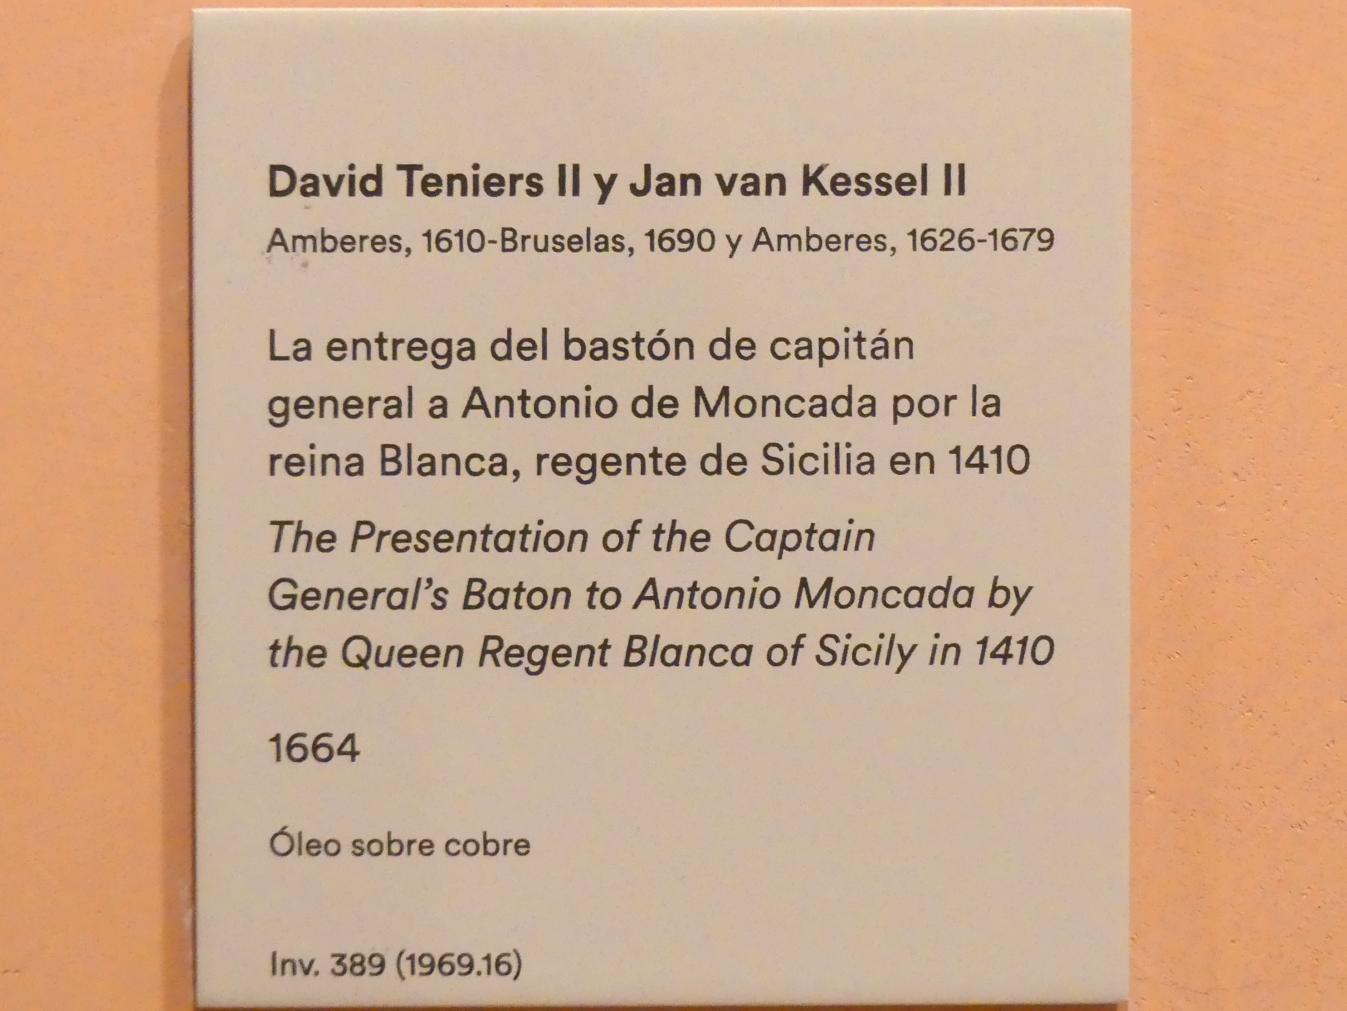 David Teniers II y Jan van Kessel II
Amberes, 1610-Bruselas, 1690 y Amberes, 1626-1679
La entrega del bastón de capitán
general a Antonio de Moncada por la
reina Blanca, regente de Sicilia en 1410
The Presentation of the Captain
General’s Baton to Antonio Moncada by
the Queen Regent Blanca of Sicily in 1410
1664
Óleo sobre cobre
Inv. 389 (1969.16)